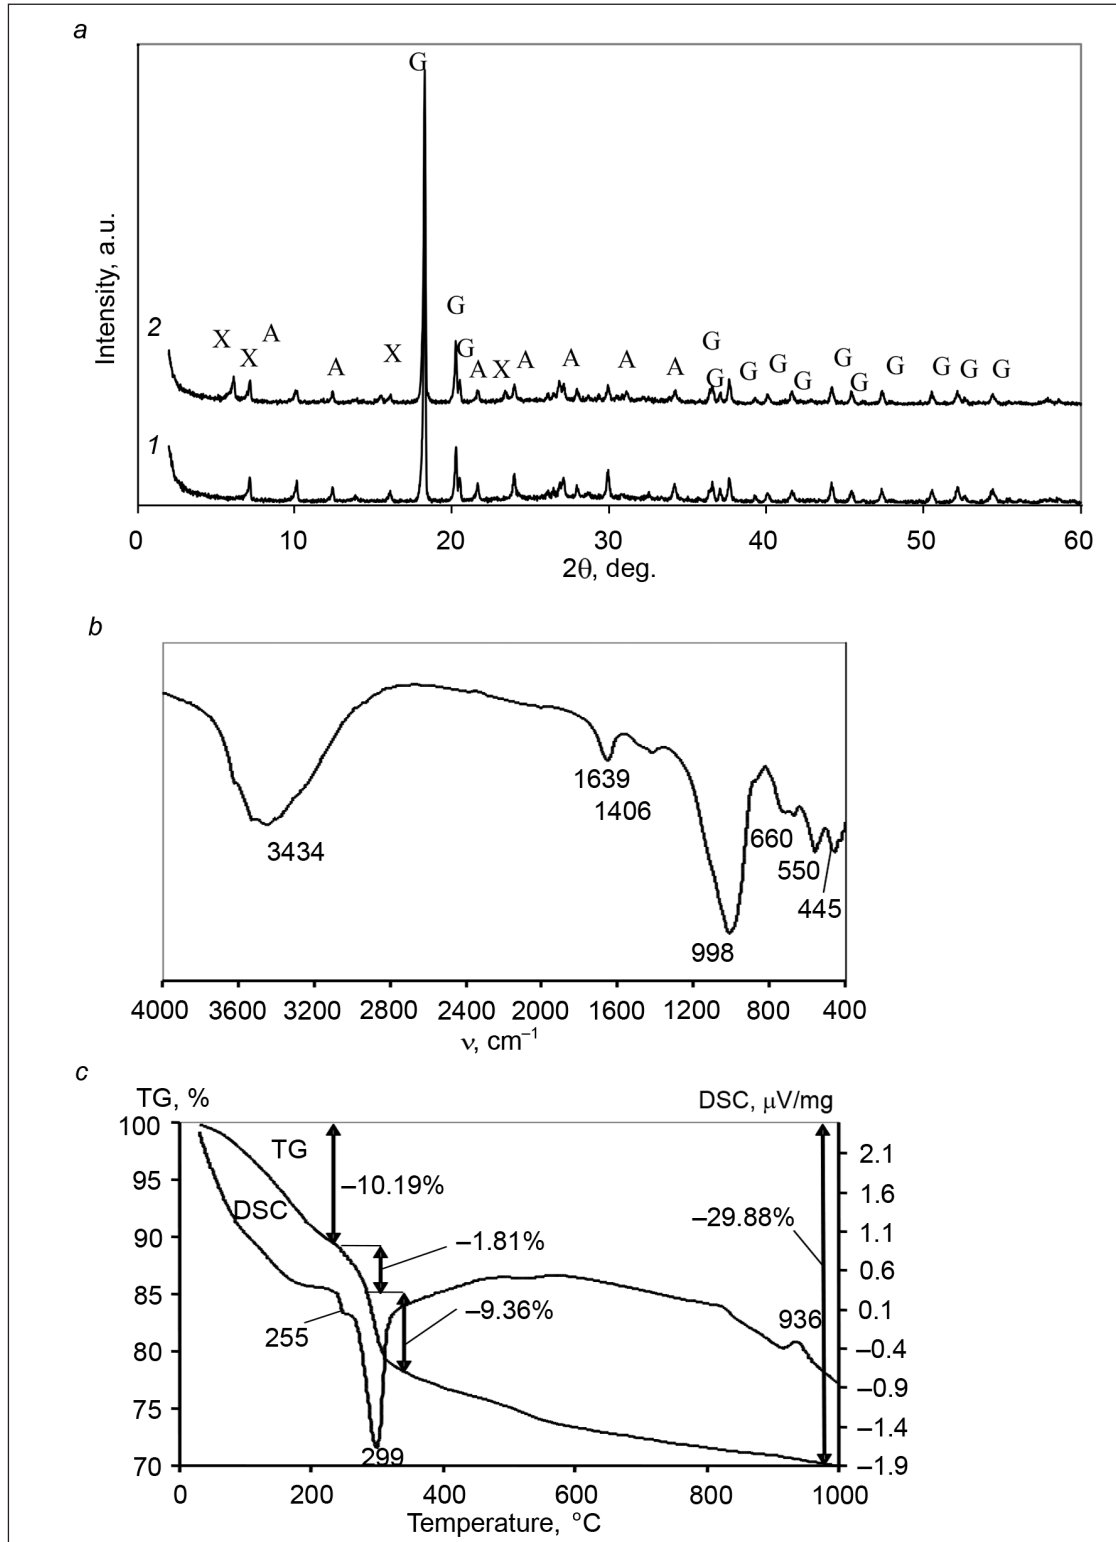 a
Intensity, a.u.
G
2
X
X
A
A
X
G
G
A
X
A
A
A
A
G
G
G
G
G
G
G
G
G
G
G
1
0 10 20 30 40 50 60
2θ, deg.
b
3434
1639
1406
998
660
550
445
4000 3600 3200 2800 2400 2000 1600 1200 800 400
ν, cm⁻¹
c
TG, % DSC, μV/mg
100
95
90
85
80
75
70
TG
DSC
–10.19%
–1.81%
–9.36%
–29.88%
255
299
936
2.1
1.6
1.1
0.6
0.1
–0.4
–0.9
–1.4
–1.9
0 200 400 600 800 1000
Temperature, °C